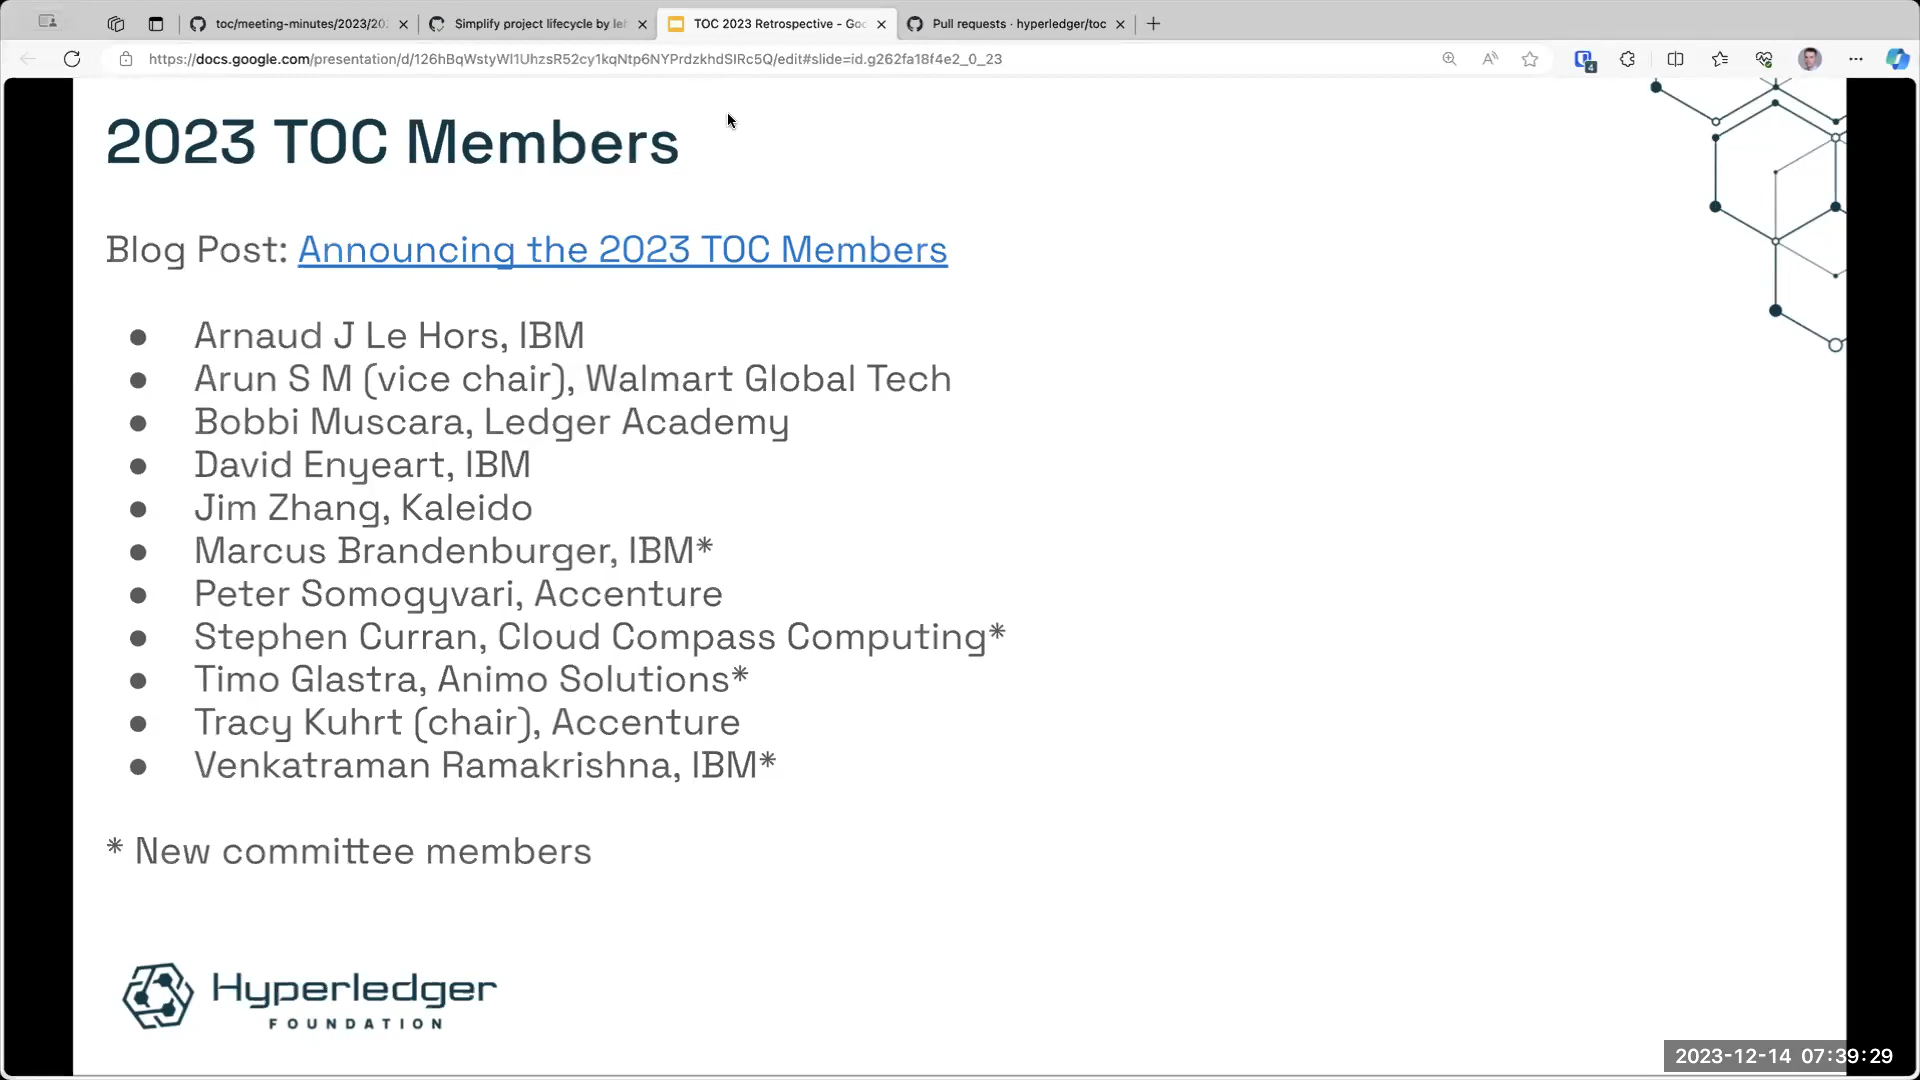 toc/meeting-minutes/2023/20
Simplify project lifecycle by le
TOC 2023 Retrospective - Goo
Pull requests · hyperledger/toc
https://docs.google.com/presentation/d/126hBqWstyWl1UhzsR52cy1kqNtp6NYPrdzkhdSIRc5Q/edit#slide=id.g262fa18f4e2_0_23
4
2023 TOC Members
Blog Post: Announcing the 2023 TOC Members
● Arnaud J Le Hors, IBM
● Arun S M (vice chair), Walmart Global Tech
● Bobbi Muscara, Ledger Academy
● David Enyeart, IBM
● Jim Zhang, Kaleido
● Marcus Brandenburger, IBM*
● Peter Somogyvari, Accenture
● Stephen Curran, Cloud Compass Computing*
● Timo Glastra, Animo Solutions*
● Tracy Kuhrt (chair), Accenture
● Venkatraman Ramakrishna, IBM*
* New committee members
Hyperledger
FOUNDATION
2023-12-14 07:39:29